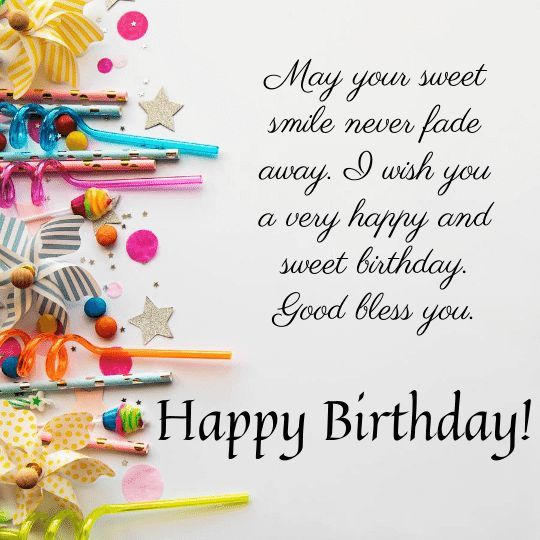 May your sweet
smile never fade
away. I wish you
a very happy and
sweet birthday.
Good bless you.
Happy Birthday!